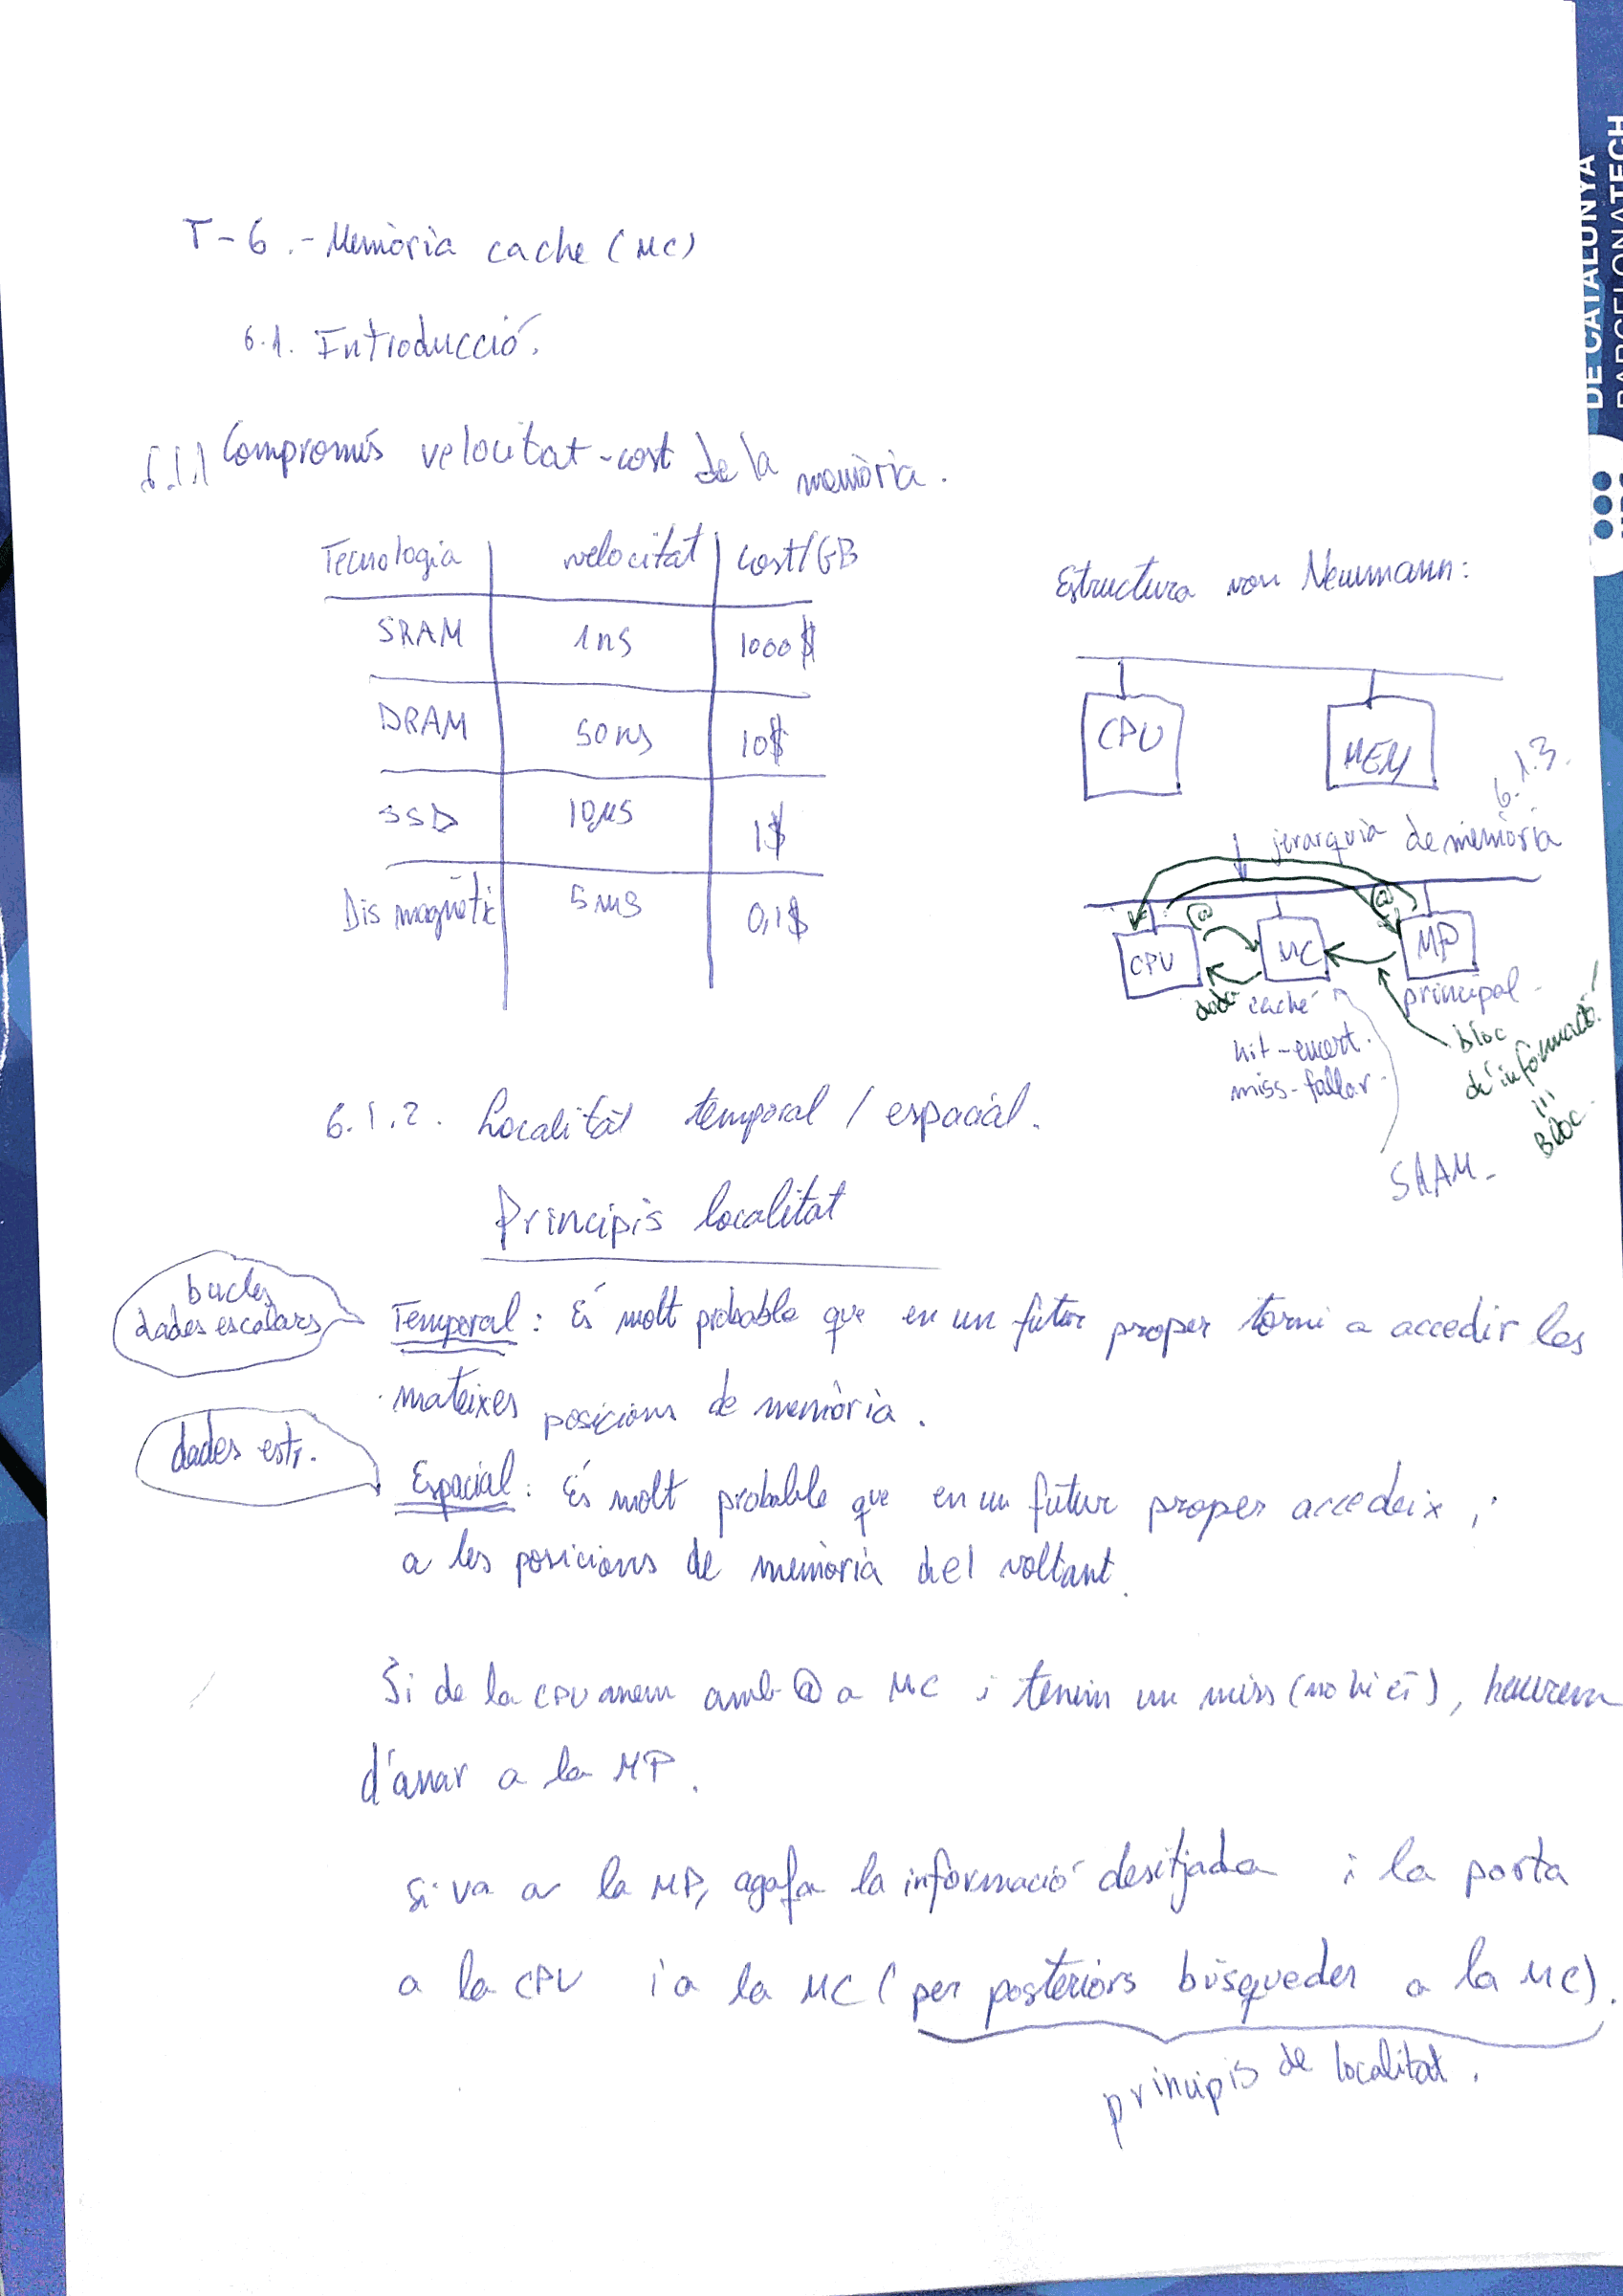 T-6.- Memòria cache (MC)
6.1. Introducció.
6.1.1 Compromís velocitat-cost de la memòria.
Tecnologia velocitat cost/GB
SRAM 1ns 1000$
DRAM 50ns 10$
SSD 10µs 1$
Dis magnètic 5ms 0,1$
Estructura von Neumann:
CPU MEM
6.1.3.
jerarquia de memòria
@ @
CPU MC MP
dada caché principal
hit-encert.
miss-fallar.
bloc
d'informació
Bloc.
SRAM
6.1.2. Localitat temporal / espacial.
Principis localitat
bucles
dades escalars
Temporal: És molt probable que en un futur proper torni a accedir les
mateixes posicions de memòria.
dades estr.
Espacial: És molt probable que en un futur proper accedeix,
a les posicions de memòria del voltant.
Si de la CPU anem amb @ a MC i tenim un miss (no hi és), haurem
d'anar a la MP.
Si va a la MP, agafa la informació desitjada i la porta
a la CPU i a la MC (per posteriors búsquedes a la MC).
principis de localitat.
DE CATALUNYA
BARCELONATECH